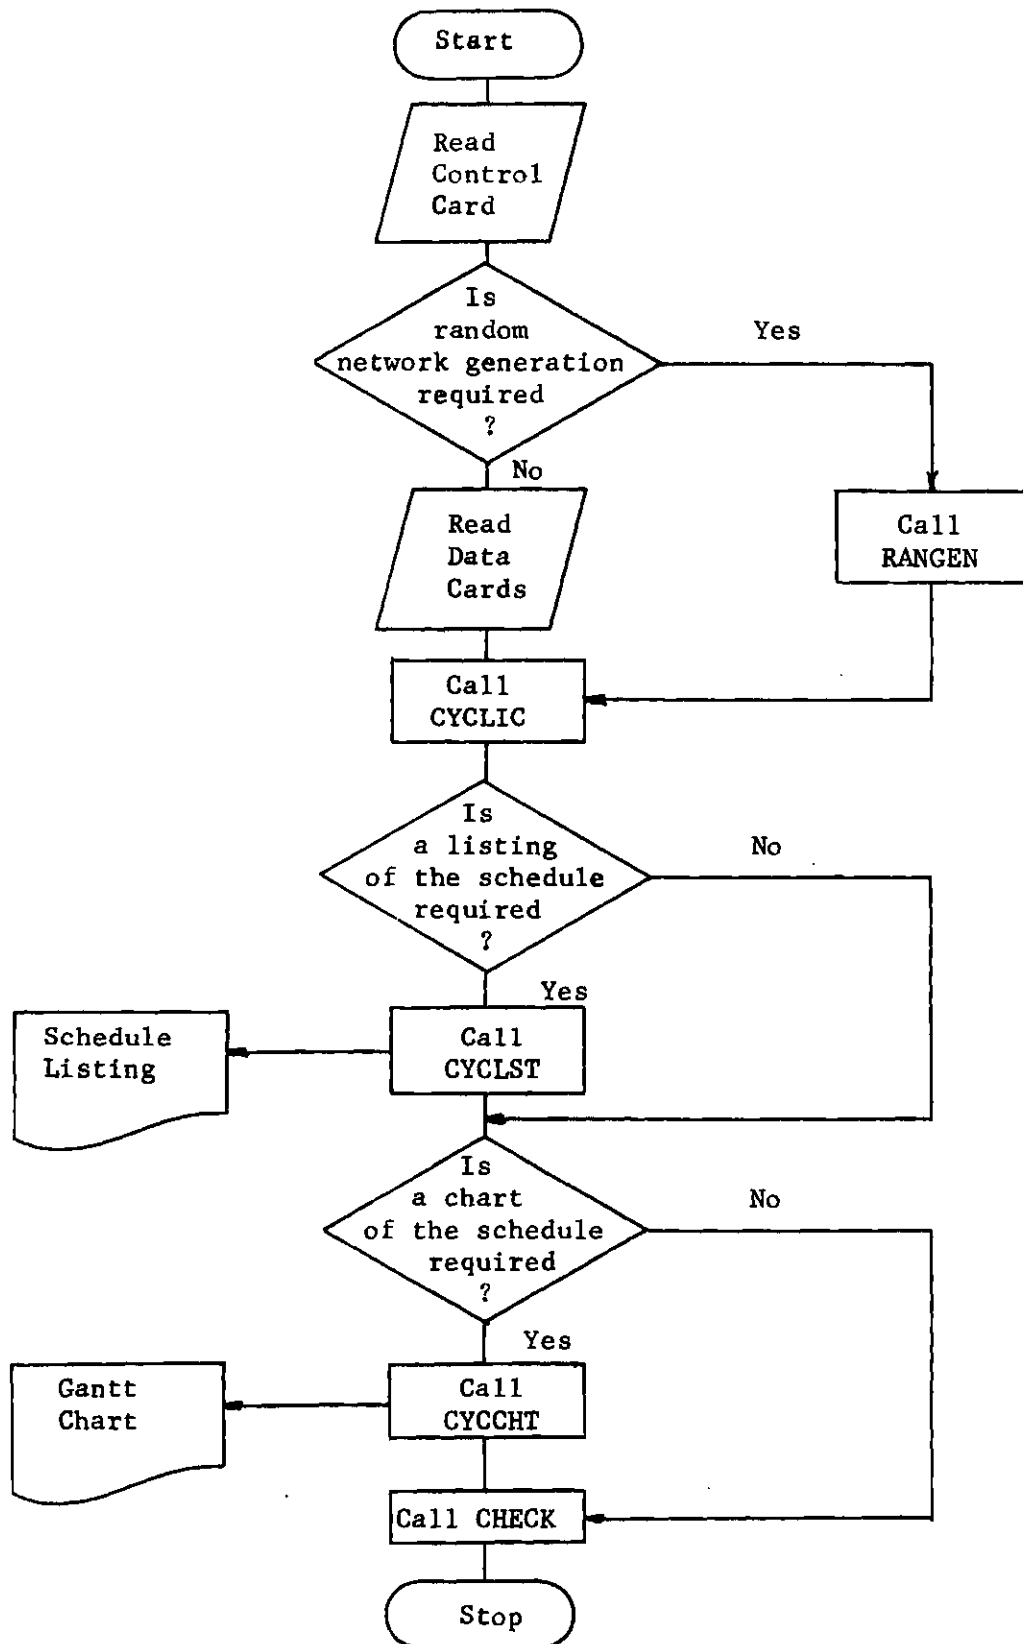 Start
Read
Control
Card
Is
random
network generation
required
?
Yes
No
Read
Data
Cards
Call
RANGEN
Call
CYCLIC
Is
a listing
of the schedule
required
?
No
Yes
Schedule
Listing
Call
CYCLST
Is
a chart
of the schedule
required
?
No
Yes
Gantt
Chart
Call
CYCCHT
Call CHECK
Stop